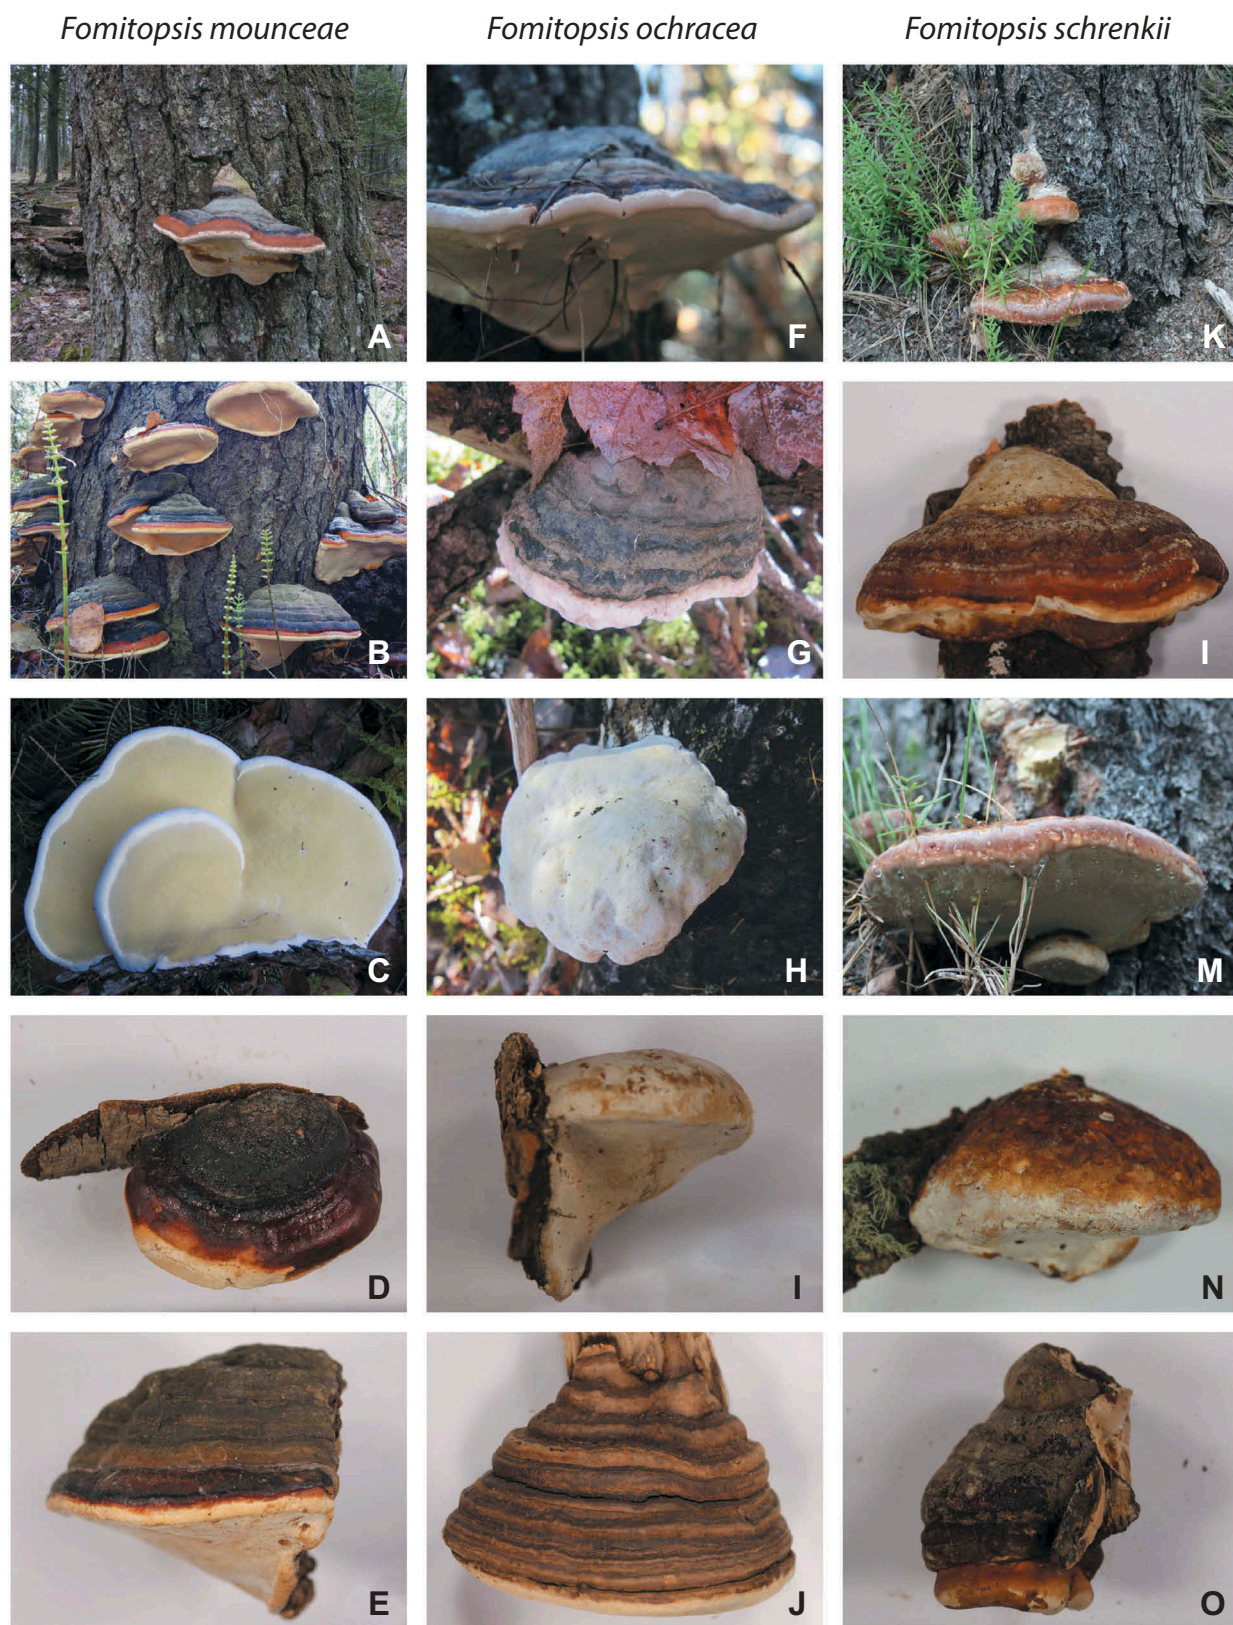 Fomitopsis mounceae
Fomitopsis ochracea
Fomitopsis schrenkii
A
F
K
B
G
I
C
H
M
D
I
N
E
J
O